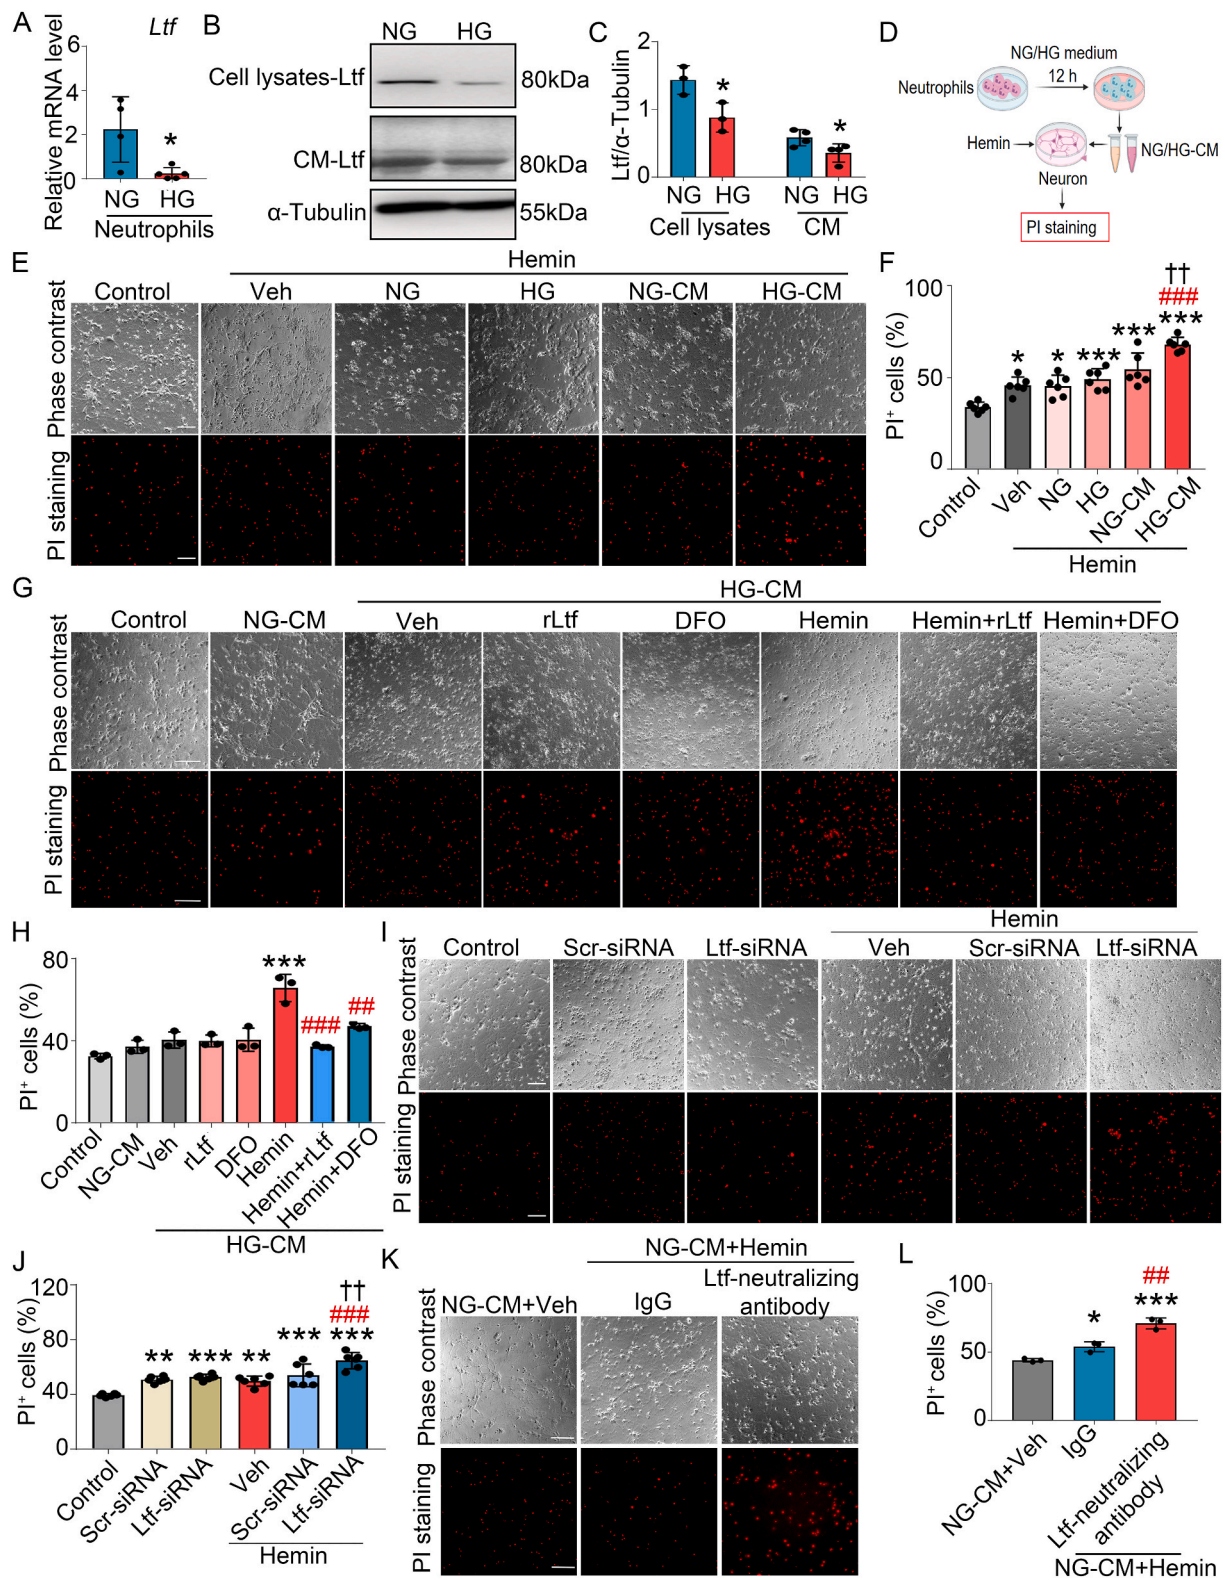 A
Ltf
Relative mRNA level
6
4
2
0
*
NG HG
Neutrophils
B
NG HG
Cell lysates-Ltf
80kDa
CM-Ltf
80kDa
α-Tubulin
55kDa
C
Ltf/α-Tubulin
2
1
0
*
*
NG HG NG HG
Cell lysates CM
D
NG/HG medium
12 h
Neutrophils
Hemin
NG/HG-CM
Neuron
PI staining
E
Hemin
Control Veh NG HG NG-CM HG-CM
Phase contrast
PI staining
F
PI+ cells (%)
100
50
0
* * *** *** *** ### ††
Control Veh NG HG NG-CM HG-CM
Hemin
G
HG-CM
Control NG-CM Veh rLtf DFO Hemin Hemin+rLtf Hemin+DFO
Phase contrast
PI staining
H
PI+ cells (%)
80
40
0
*** ### ##
Control NG-CM Veh rLtf DFO Hemin Hemin+rLtf Hemin+DFO
HG-CM
I
Hemin
Control Scr-siRNA Ltf-siRNA Veh Scr-siRNA Ltf-siRNA
Phase contrast
PI staining
J
PI+ cells (%)
120
80
40
0
** *** ** *** *** ### ††
Control Scr-siRNA Ltf-siRNA Veh Scr-siRNA Ltf-siRNA
Hemin
K
NG-CM+Hemin
NG-CM+Veh IgG Ltf-neutralizing
antibody
Phase contrast
PI staining
L
PI+ cells (%)
100
50
0
* *** ##
NG-CM+Veh IgG Ltf-neutralizing
antibody
NG-CM+Hemin